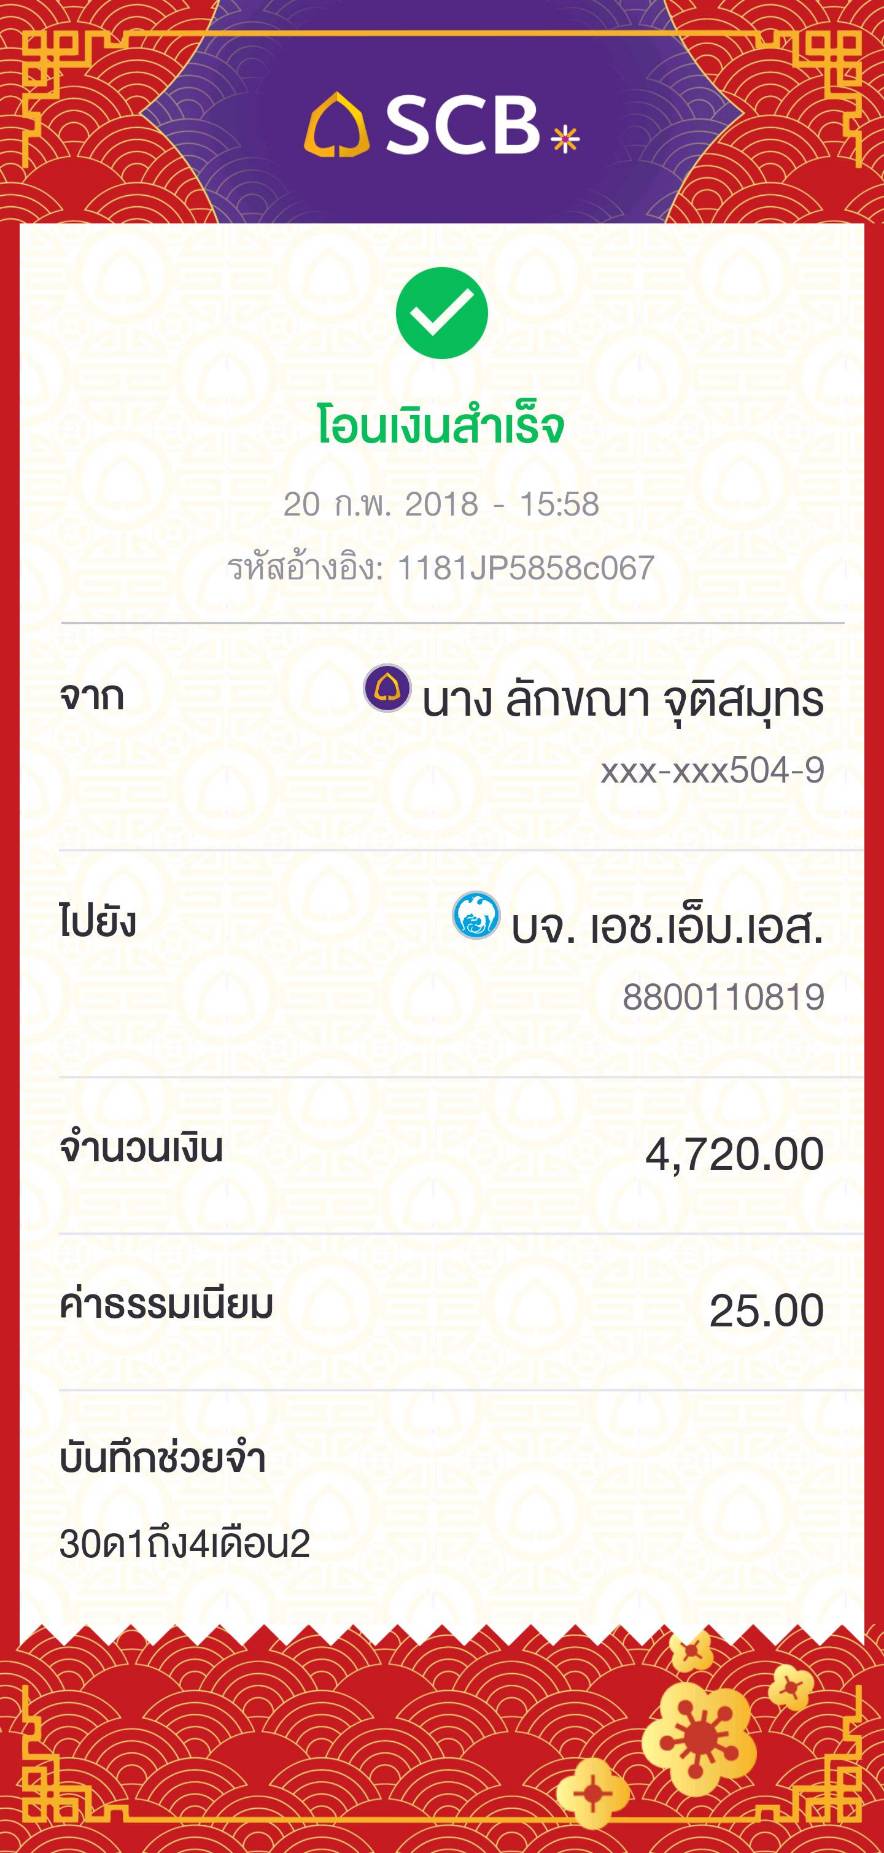 SCB
โอนเงินสำเร็จ
20 ก.พ. 2018 - 15:58
รหัสอ้างอิง: 1181JP5858c067
จาก
นาง ลักขณา จุติสมุทร
xxx-xxx504-9
ไปยัง
บจ. เอช.เอ็ม.เอส.
8800110819
จำนวนเงิน
4,720.00
ค่าธรรมเนียม
25.00
บันทึกช่วยจำ
30ด1ถึง4เดือน2